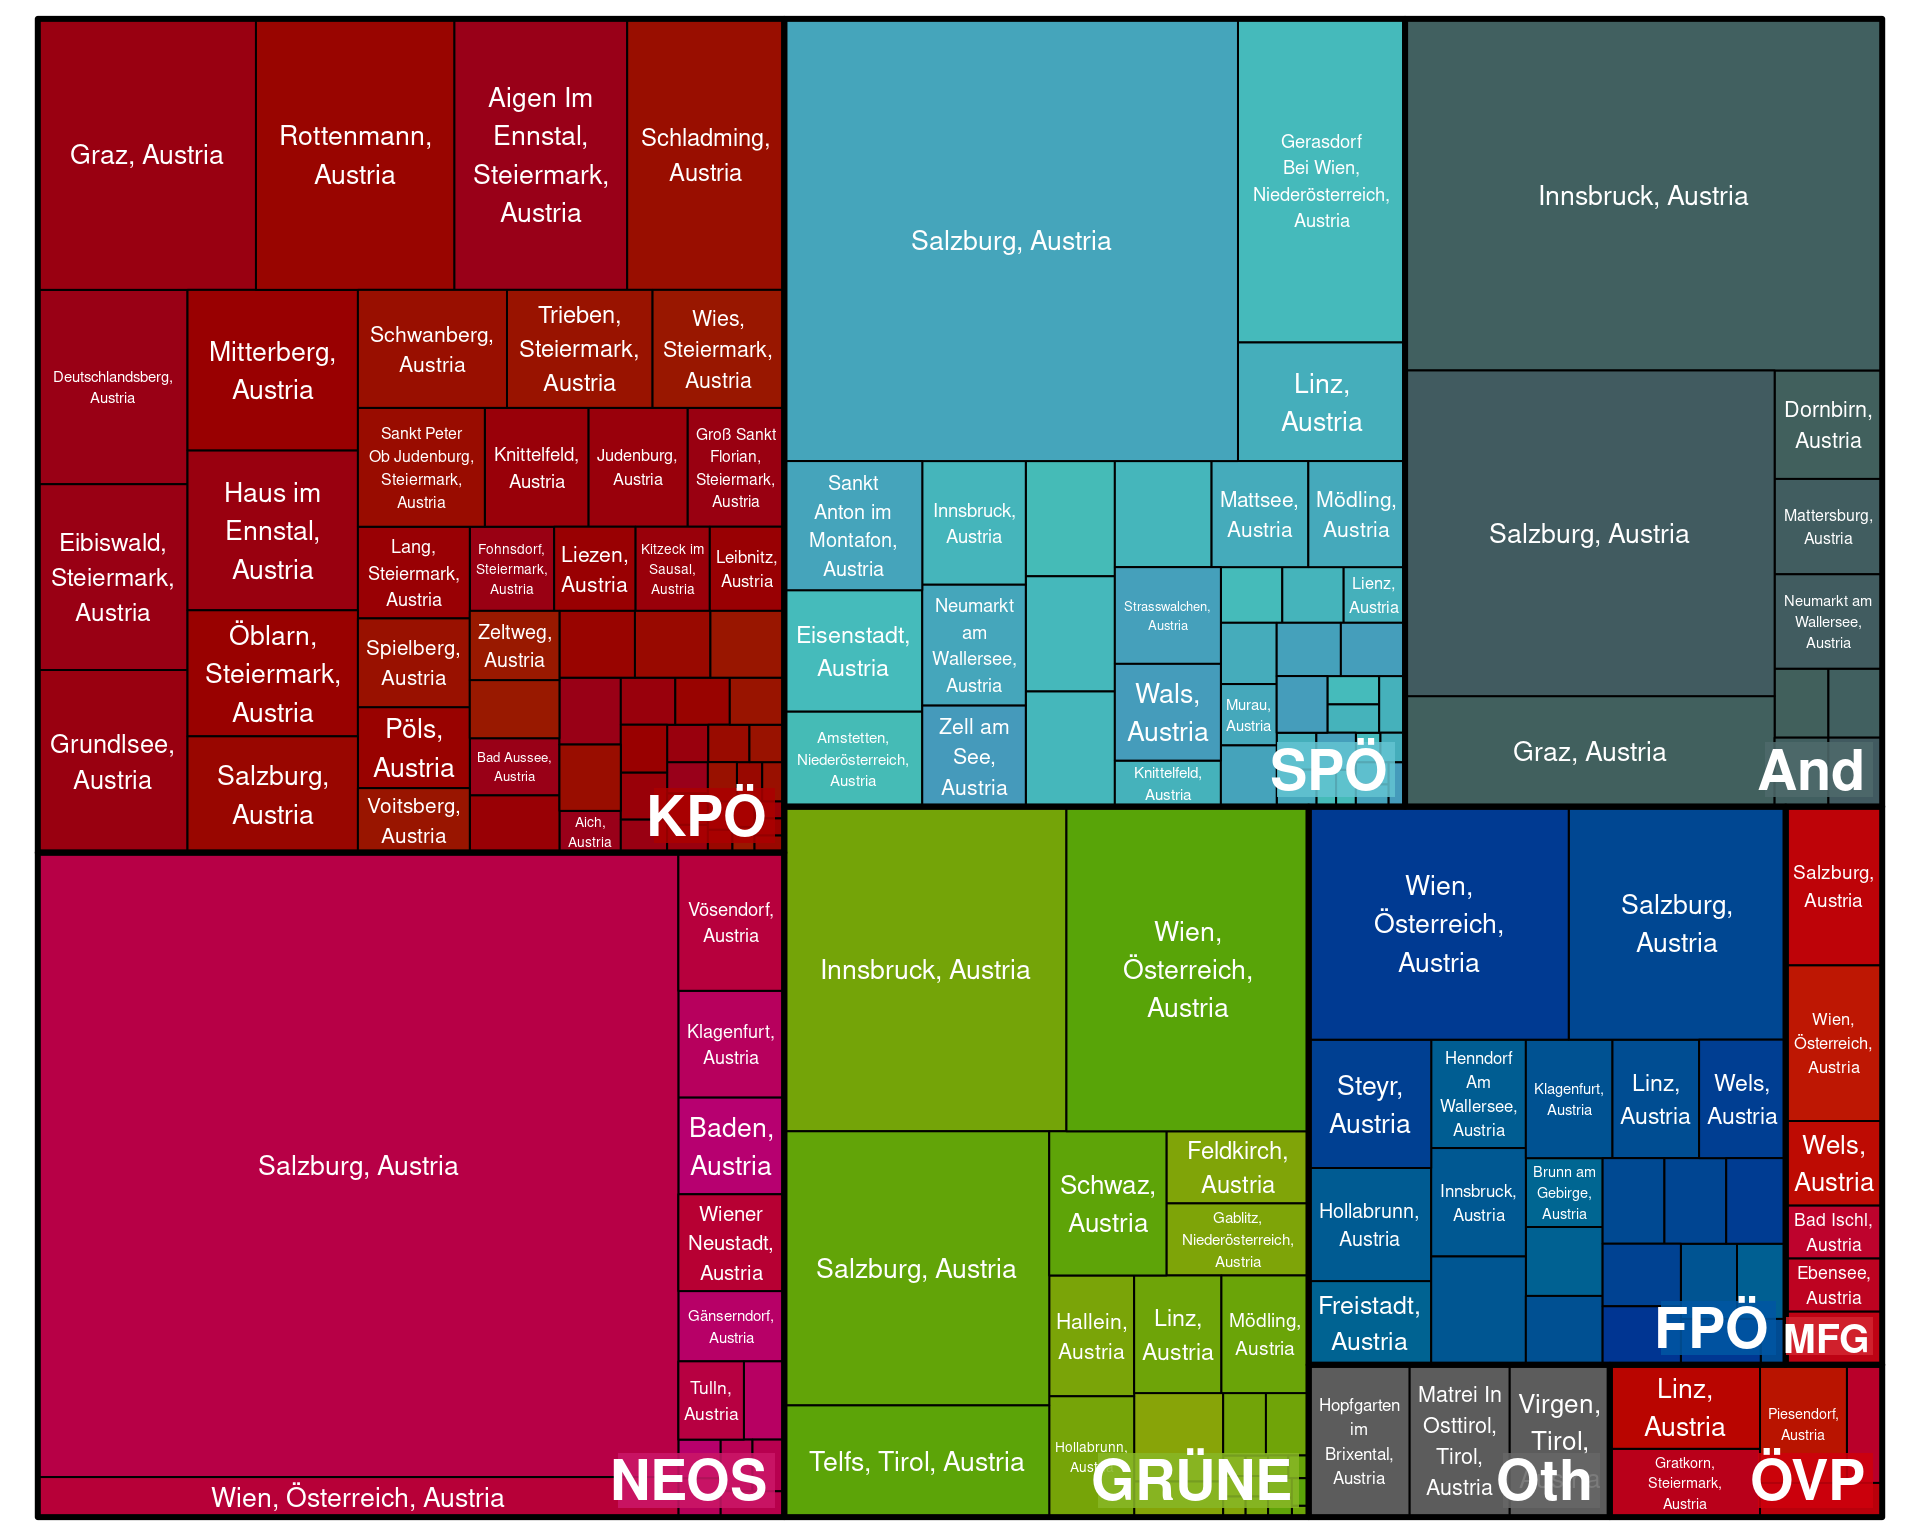 Graz, Austria
Rottenmann,
Austria
Aigen Im
Ennstal,
Steiermark,
Austria
Schladming,
Austria
Deutschlandsberg,
Austria
Eibiswald,
Steiermark,
Austria
Grundlsee,
Austria
Mitterberg,
Austria
Haus im
Ennstal,
Austria
Öblarn,
Steiermark,
Austria
Salzburg,
Austria
Schwanberg,
Austria
Trieben,
Steiermark,
Austria
Wies,
Steiermark,
Austria
Sankt Peter
Ob Judenburg,
Steiermark,
Austria
Knittelfeld,
Austria
Judenburg,
Austria
Groß Sankt
Florian,
Steiermark,
Austria
Lang,
Steiermark,
Austria
Fohnsdorf,
Steiermark,
Austria
Liezen,
Austria
Kitzeck im
Sausal,
Austria
Leibnitz,
Austria
Spielberg,
Austria
Zeltweg,
Austria
Pöls,
Austria
Bad Aussee,
Austria
Voitsberg,
Austria
Aich,
Austria
KPÖ
Salzburg, Austria
Gerasdorf
Bei Wien,
Niederösterreich,
Austria
Linz,
Austria
Sankt
Anton im
Montafon,
Austria
Innsbruck,
Austria
Mattsee,
Austria
Mödling,
Austria
Eisenstadt,
Austria
Neumarkt
am
Wallersee,
Austria
Strasswalchen,
Austria
Lienz,
Austria
Amstetten,
Niederösterreich,
Austria
Zell am
See,
Austria
Wals,
Austria
Murau,
Austria
Knittelfeld,
Austria
SPÖ
Innsbruck, Austria
Salzburg, Austria
Dornbirn,
Austria
Mattersburg,
Austria
Neumarkt am
Wallersee,
Austria
Graz, Austria
And
Salzburg, Austria
Vösendorf,
Austria
Klagenfurt,
Austria
Baden,
Austria
Wiener
Neustadt,
Austria
Gänserndorf,
Austria
Tulln,
Austria
Wien, Österreich, Austria
NEOS
Innsbruck, Austria
Wien,
Österreich,
Austria
Salzburg, Austria
Schwaz,
Austria
Feldkirch,
Austria
Gablitz,
Niederösterreich,
Austria
Hallein,
Austria
Linz,
Austria
Mödling,
Austria
Telfs, Tirol, Austria
Hollabrunn,
Austria
GRÜNE
Wien,
Österreich,
Austria
Salzburg,
Austria
Steyr,
Austria
Henndorf
Am
Wallersee,
Austria
Klagenfurt,
Austria
Linz,
Austria
Wels,
Austria
Hollabrunn,
Austria
Innsbruck,
Austria
Brunn am
Gebirge,
Austria
Freistadt,
Austria
FPÖ
Salzburg,
Austria
Wien,
Österreich,
Austria
Wels,
Austria
Bad Ischl,
Austria
Ebensee,
Austria
MFG
Hopfgarten
im
Brixental,
Austria
Matrei In
Osttirol,
Tirol,
Austria
Virgen,
Tirol,
Austria
Oth
Linz,
Austria
Piesendorf,
Austria
Gratkorn,
Steiermark,
Austria
ÖVP